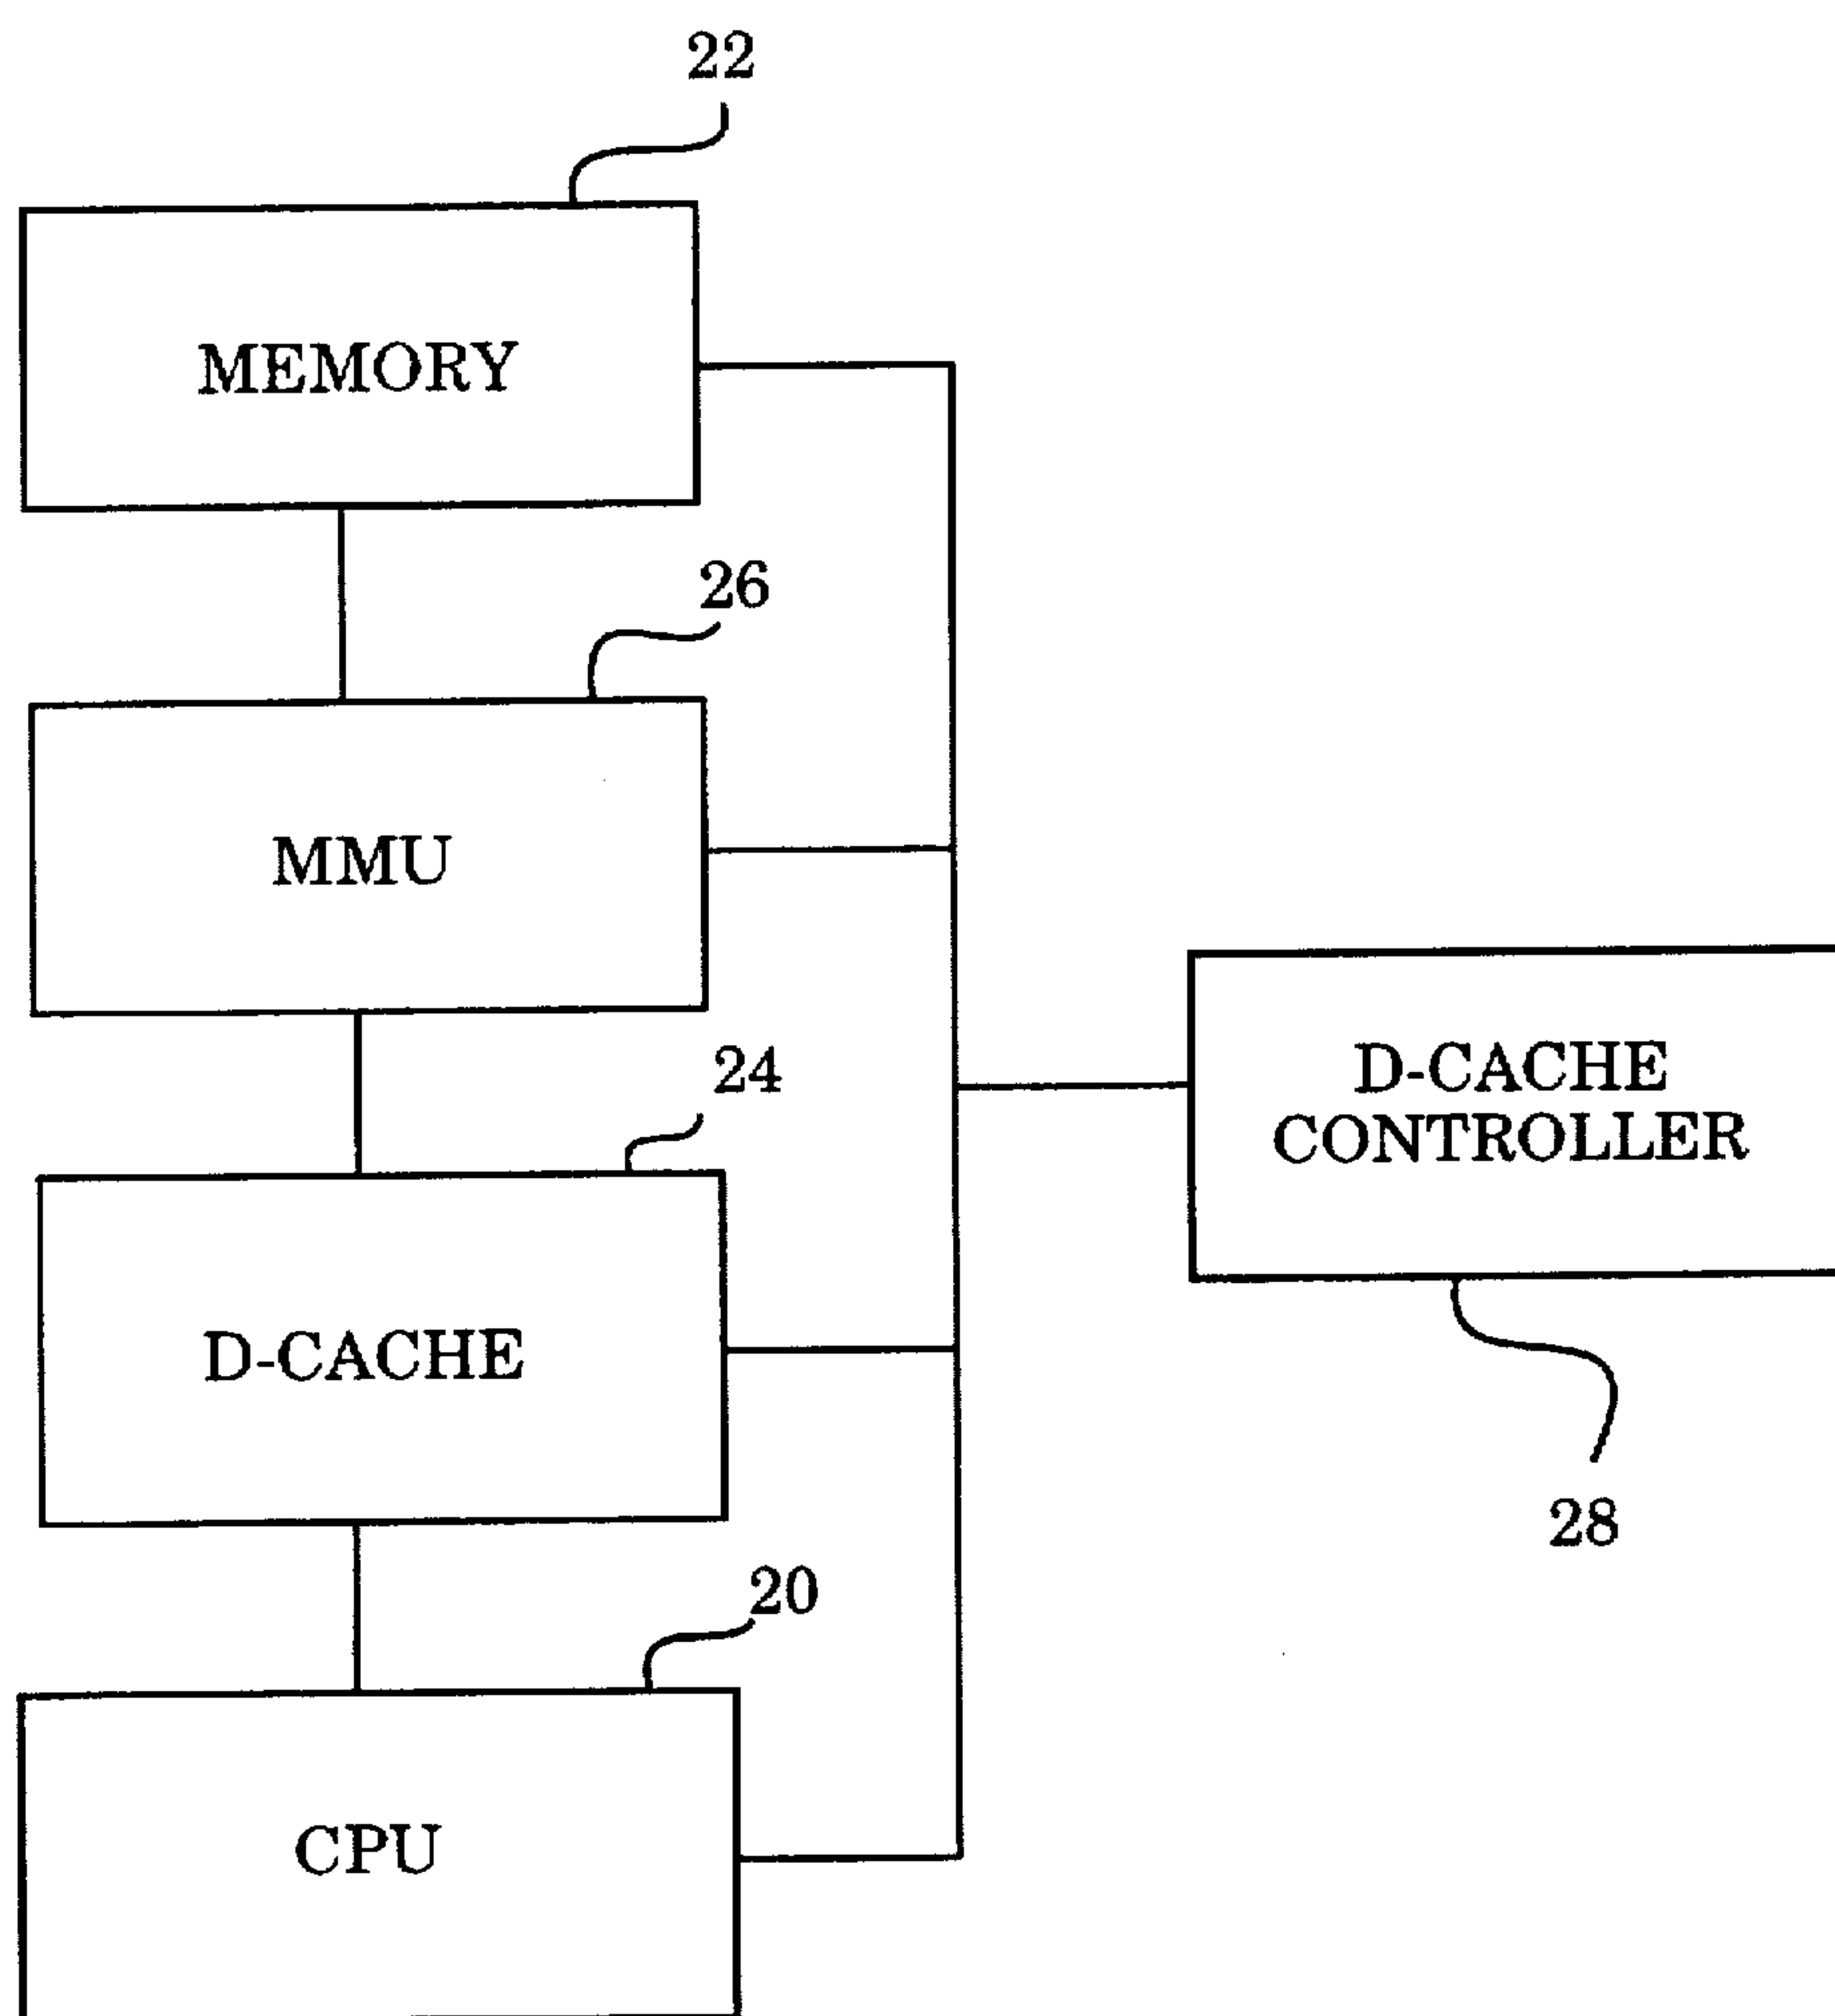 22
MEMORY
26
MMU
24
D-CACHE
D-CACHE
CONTROLLER
28
20
CPU